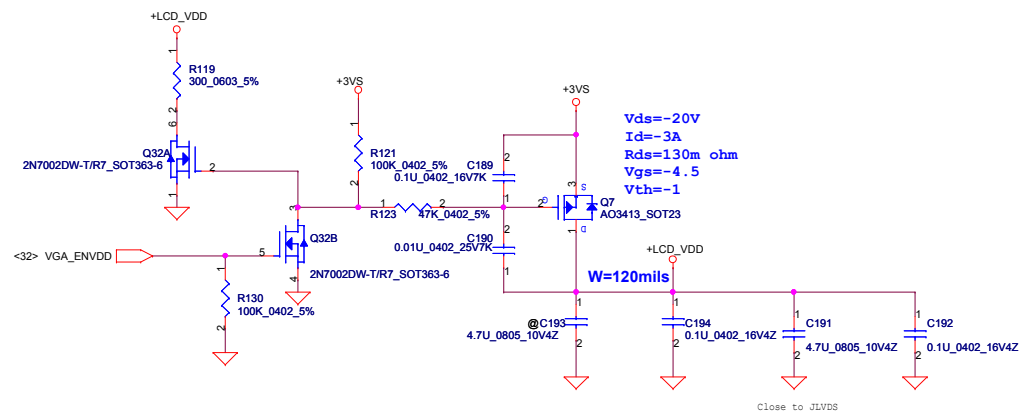 +LCD_VDD
1
R119
300_0603_5%
2
6
Q32A
2N7002DW-T/R7_SOT363-6
2
1
+3VS
1
R121
100K_0402_5%
2
3
R123
1
2
47K_0402_5%
Q32B
5
4
2N7002DW-T/R7_SOT363-6
<32> VGA_ENVDD
1
R130
100K_0402_5%
2
+3VS
2
C189
0.1U_0402_16V7K
1
3
S
G
2
Q7
AO3413_SOT23
1
D
Vds=-20V
Id=-3A
Rds=130m ohm
Vgs=-4.5
Vth=-1
2
C190
0.01U_0402_25V7K
1
+LCD_VDD
W=120mils
1
@C193
4.7U_0805_10V4Z
2
1
C194
0.1U_0402_16V4Z
2
1
C191
4.7U_0805_10V4Z
2
1
C192
0.1U_0402_16V4Z
2
Close to JLVDS